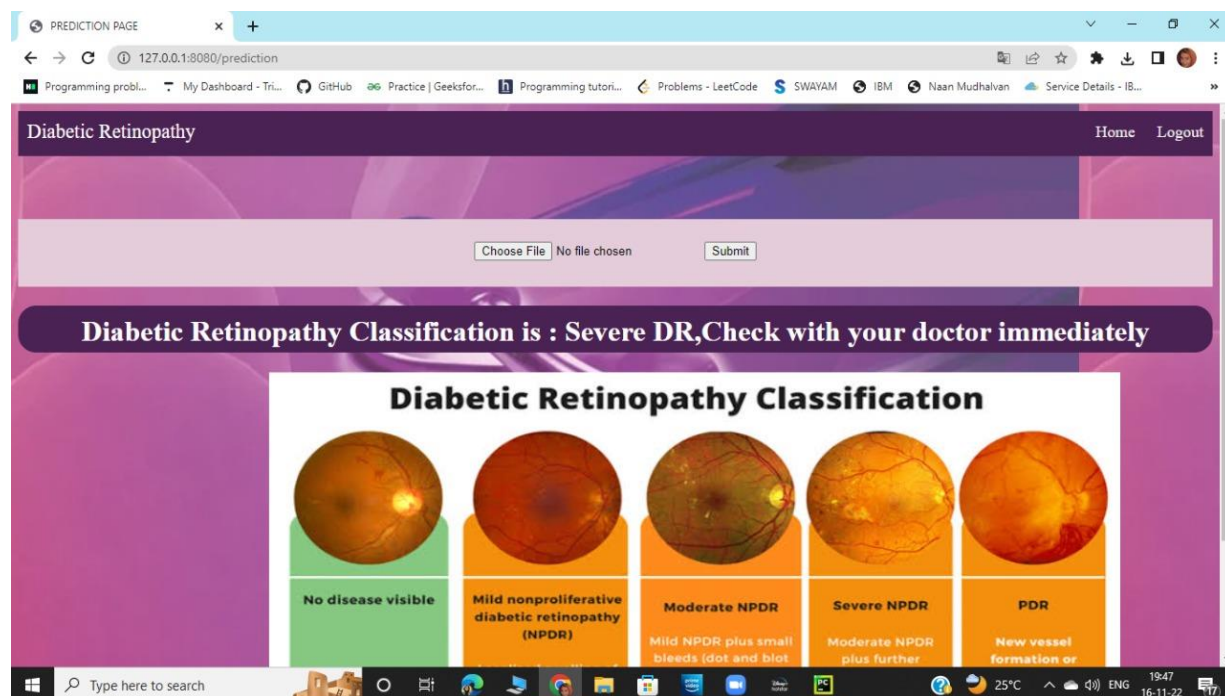 PREDICTION PAGE
127.0.0.1:8080/prediction
Programming probl... My Dashboard - Tri... GitHub Practice | Geeksfor... Programming tutori... Problems - LeetCode SWAYAM IBM Naan Mudhalvan Service Details - IB... »
Diabetic Retinopathy Home Logout
Choose File No file chosen Submit
Diabetic Retinopathy Classification is : Severe DR,Check with your doctor immediately
Diabetic Retinopathy Classification
No disease visible
Mild nonproliferative
diabetic retinopathy
(NPDR)
Moderate NPDR
Mild NPDR plus small
bleeds (dot and blot
Severe NPDR
Moderate NPDR
plus further
PDR
New vessel
formation or
Type here to search
25°C ENG 19:47
16-11-22